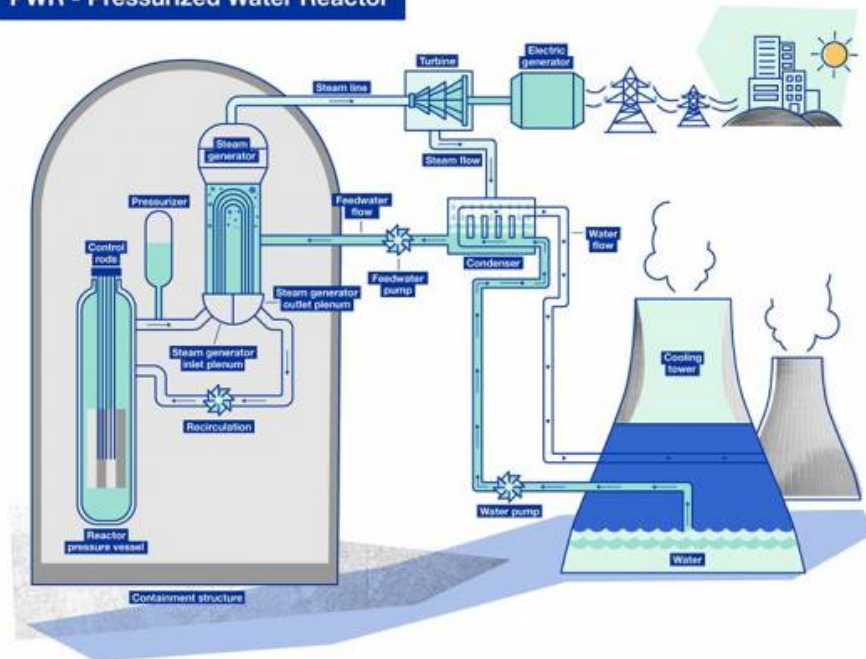 PWR - Pressurized Water Reactor
Turbine
Electric
generator
Steam line
Steam
generator
Steam flow
Pressurizer
Feedwater
flow
Control
rods
Water
flow
Condenser
Feedwater
pump
Steam generator
outlet plenum
Steam generator
inlet plenum
Cooling
tower
Recirculation
Water pump
Reactor
pressure vessel
Water
Containment structure